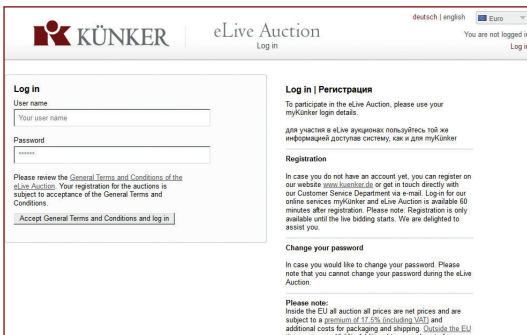 deutsch | english Euro
KÜNKER eLive Auction
Log in
You are not logged in
Log in
Log in
User name
Your user name
Password
******
Please review the General Terms and Conditions of the
eLive Auction. Your registration for the auctions is
subject to acceptance of the General Terms and
Conditions.
Accept General Terms and Conditions and log in
Log in | Регистрация
To participate in the eLive Auction, please use your
myKünker login details.
для участия в eLive аукционах пользуйтесь той же
информацией доступав систему, как и для myKünker
Registration
In case you do not have an account yet, you can register on
our website www.kuenker.de or get in touch directly with
our Customer Service Department via e-mail. Log-in for our
online services myKünker and eLive Auction is available 60
minutes after registration. Please note: Registration is only
available until the live bidding starts. We are delighted to
assist you.
Change your password
In case you would like to change your password. Please
note that you cannot change your password during the eLive
Auction.
Please note:
Inside the EU all auction all prices are net prices and are
subject to a premium of 17.5% (including VAT) and
additional costs for packaging and shipping. Outside the EU